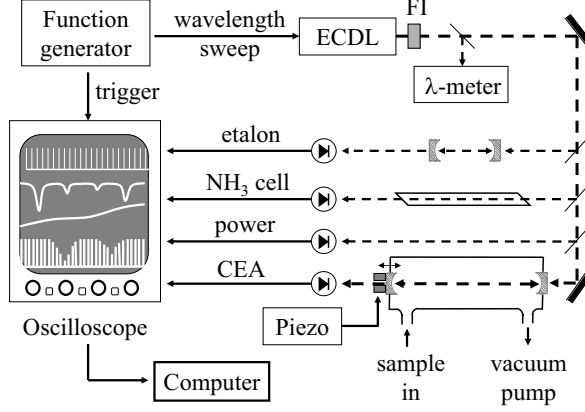 Function
generator
wavelength
sweep
ECDL
FI
λ-meter
trigger
etalon
NH3 cell
power
CEA
Oscilloscope
Piezo
sample
in
vacuum
pump
Computer